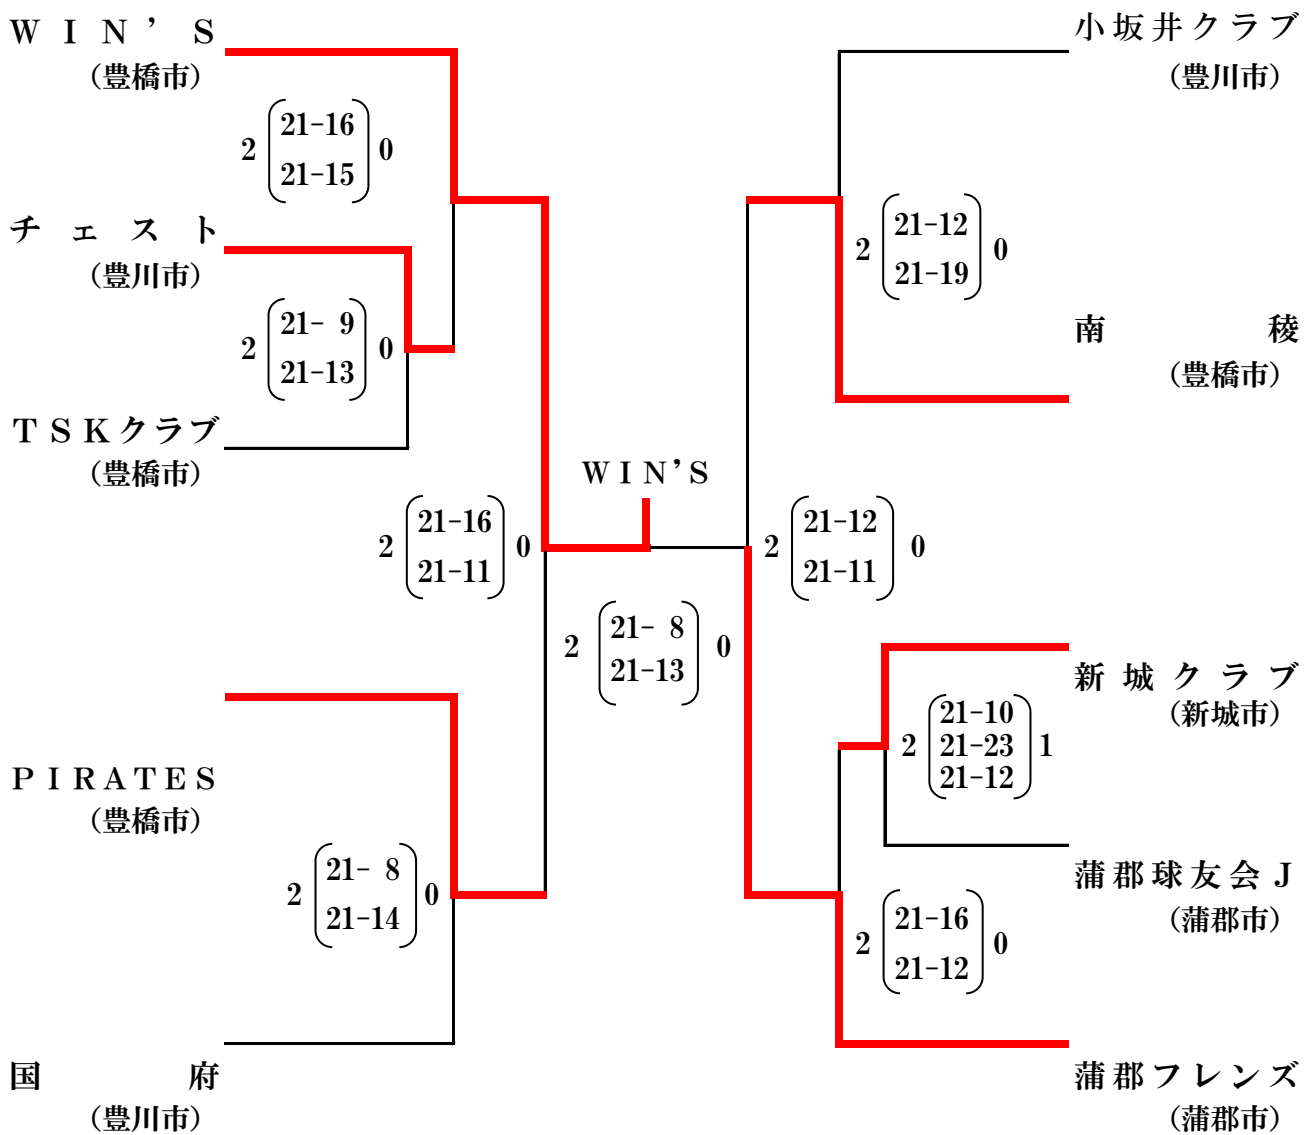 WIN'S
(豊橋市)
2 21-16 0
21-15
チェスト
(豊川市)
2 21- 9 0
21-13
TSKクラブ
(豊橋市)
2 21-16 0
21-11
PIRATES
(豊橋市)
2 21- 8 0
21-14
国府
(豊川市)
WIN'S
2 21- 8 0
21-13
小坂井クラブ
(豊川市)
2 21-12 0
21-19
南稜
(豊橋市)
2 21-12 0
21-11
新城クラブ
(新城市)
21-10
2 21-23 1
21-12
蒲郡球友会J
(蒲郡市)
2 21-16 0
21-12
蒲郡フレンズ
(蒲郡市)